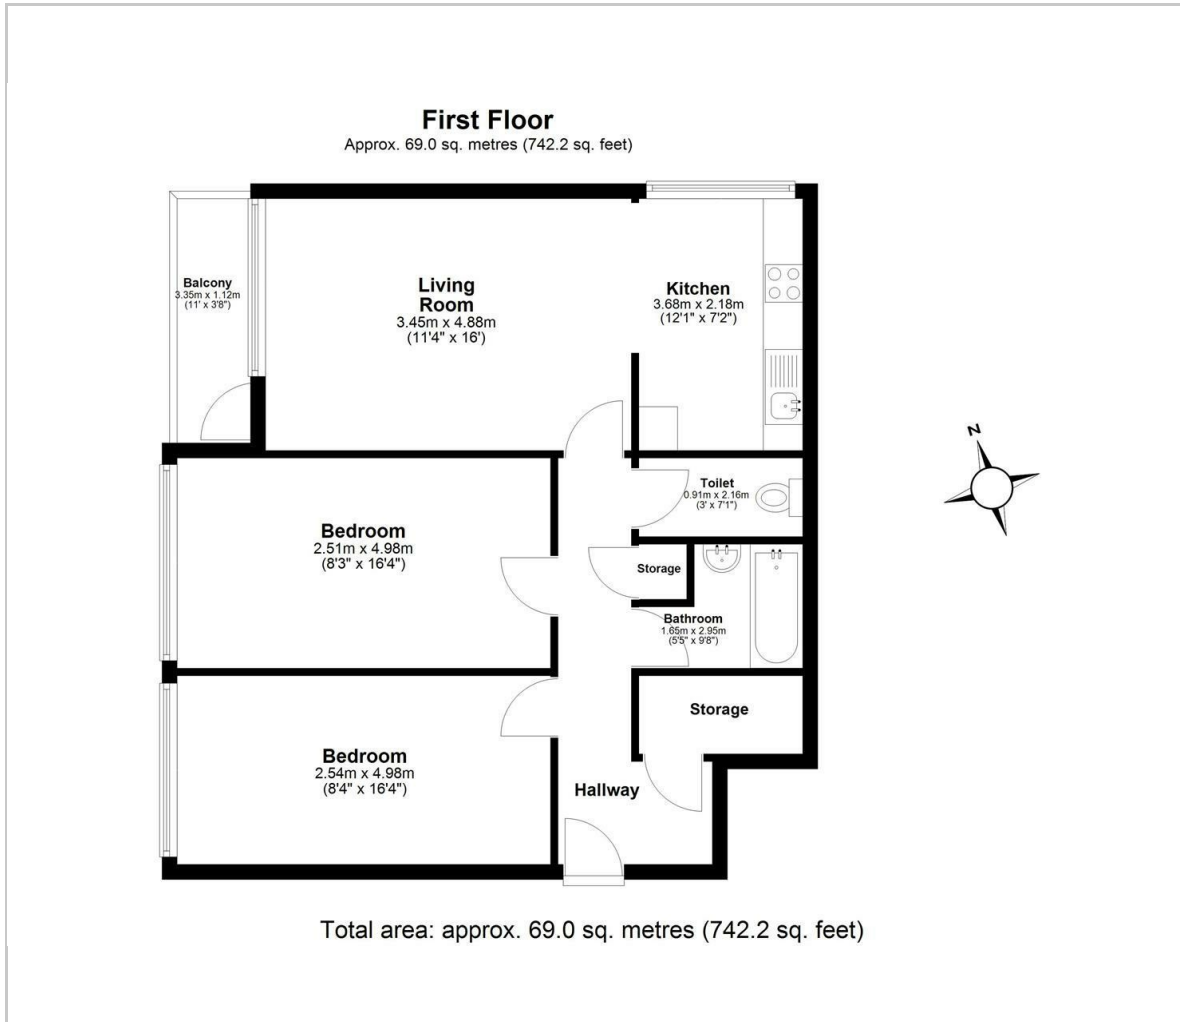 First Floor
Approx. 69.0 sq. metres (742.2 sq. feet)
Balcony
3.35m x 1.12m
(11' x 3'8")
Living
Room
3.45m x 4.88m
(11'4" x 16')
Kitchen
3.68m x 2.18m
(12'1" x 7'2")
N
Toilet
0.91m x 2.16m
(3' x 7'1")
Bedroom
2.51m x 4.98m
(8'3" x 16'4")
Storage
Bathroom
1.65m x 2.95m
(5'5" x 9'8")
Storage
Bedroom
2.54m x 4.98m
(8'4" x 16'4")
Hallway
Total area: approx. 69.0 sq. metres (742.2 sq. feet)